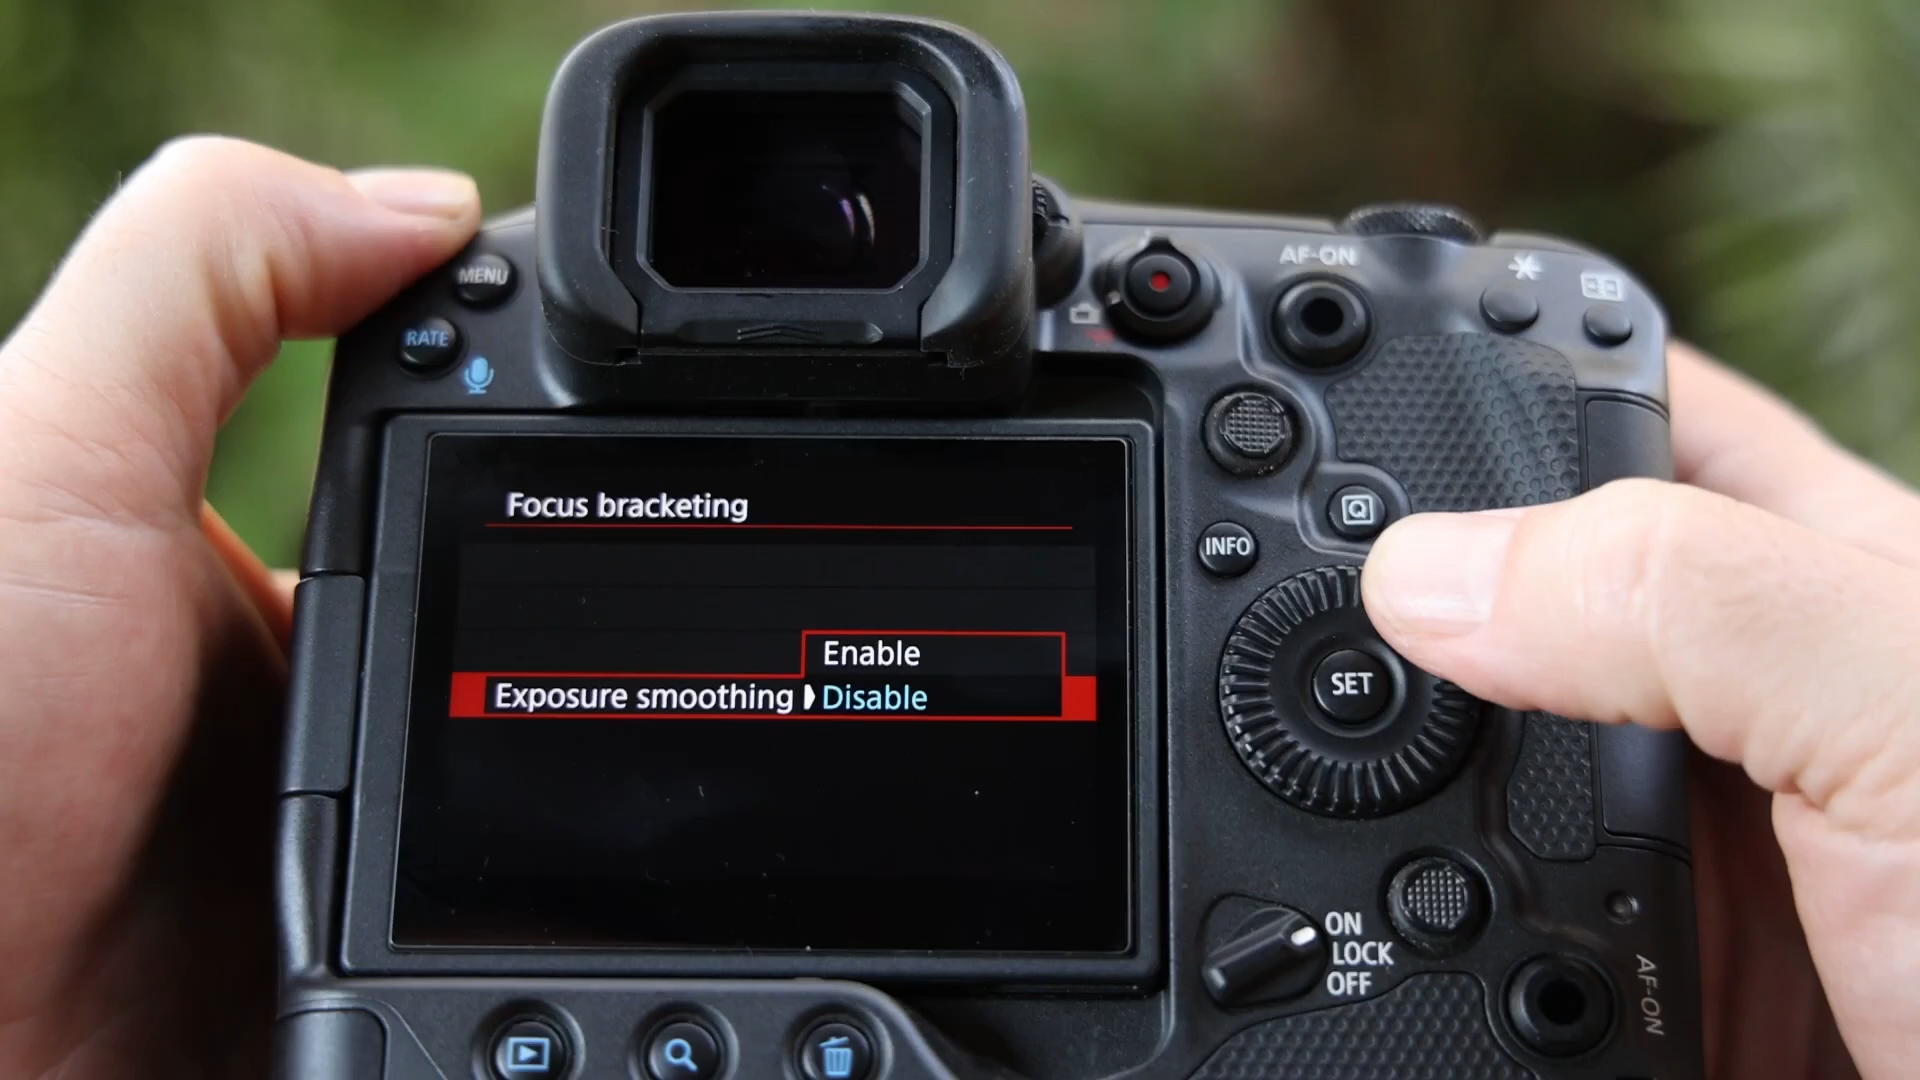 MENU
RATE
AF-ON
Focus bracketing
Enable
Exposure smoothing
Disable
Q
INFO
SET
ON
LOCK
OFF
AF-ON